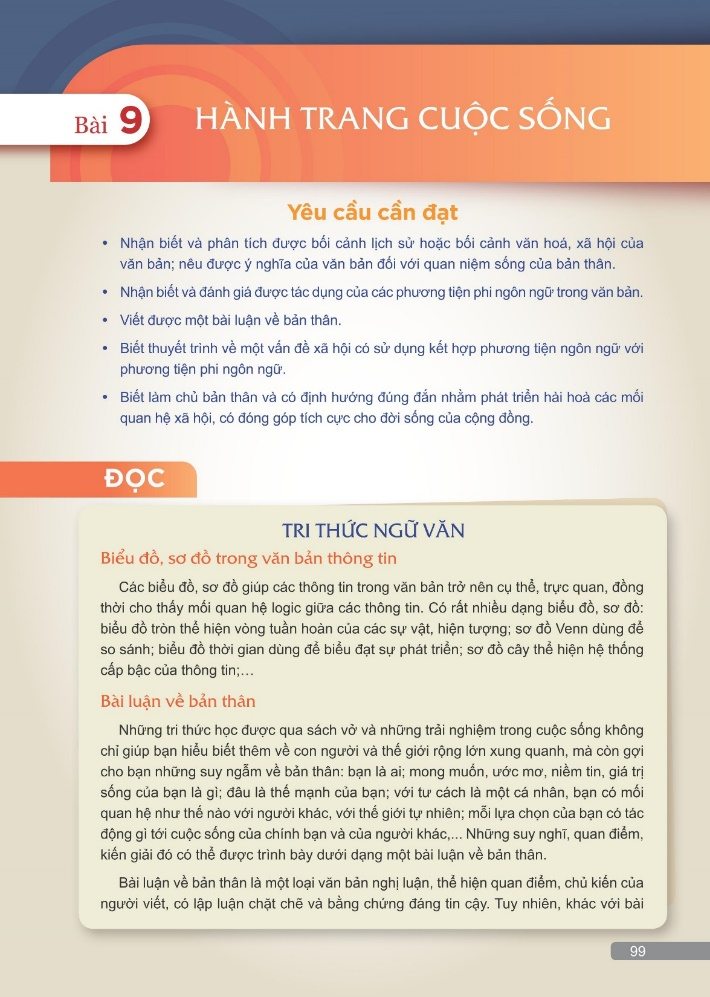 Bài 9
HÀNH TRANG CUỘC SỐNG
Yêu cầu cần đạt
• Nhận biết và phân tích được bối cảnh lịch sử hoặc bối cảnh văn hoá, xã hội của
văn bản; nêu được ý nghĩa của văn bản đối với quan niệm sống của bản thân.
• Nhận biết và đánh giá được tác dụng của các phương tiện phi ngôn ngữ trong văn bản.
• Viết được một bài luận về bản thân.
• Biết thuyết trình về một vấn đề xã hội có sử dụng kết hợp phương tiện ngôn ngữ với
phương tiện phi ngôn ngữ.
• Biết làm chủ bản thân và có định hướng đúng đắn nhằm phát triển hài hoà các mối
quan hệ xã hội, có đóng góp tích cực cho đời sống của cộng đồng.
ĐỌC
TRI THỨC NGỮ VĂN
Biểu đồ, sơ đồ trong văn bản thông tin
Các biểu đồ, sơ đồ giúp các thông tin trong văn bản trở nên cụ thể, trực quan, đồng
thời cho thấy mối quan hệ logic giữa các thông tin. Có rất nhiều dạng biểu đồ, sơ đồ:
biểu đồ tròn thể hiện vòng tuần hoàn của các sự vật, hiện tượng; sơ đồ Venn dùng để
so sánh; biểu đồ thời gian dùng để biểu đạt sự phát triển; sơ đồ cây thể hiện hệ thống
cấp bậc của thông tin;…
Bài luận về bản thân
Những tri thức học được qua sách vở và những trải nghiệm trong cuộc sống không
chỉ giúp bạn hiểu biết thêm về con người và thế giới rộng lớn xung quanh, mà còn gợi
cho bạn những suy ngẫm về bản thân: bạn là ai; mong muốn, ước mơ, niềm tin, giá trị
sống của bạn là gì; đâu là thế mạnh của bạn; với tư cách là một cá nhân, bạn có mối
quan hệ như thế nào với người khác, với thế giới tự nhiên; mỗi lựa chọn của bạn có tác
động gì tới cuộc sống của chính bạn và của người khác,... Những suy nghĩ, quan điểm,
kiến giải đó có thể được trình bày dưới dạng một bài luận về bản thân.
Bài luận về bản thân là một loại văn bản nghị luận, thể hiện quan điểm, chủ kiến của
người viết, có lập luận chặt chẽ và bằng chứng đáng tin cậy. Tuy nhiên, khác với bài
99